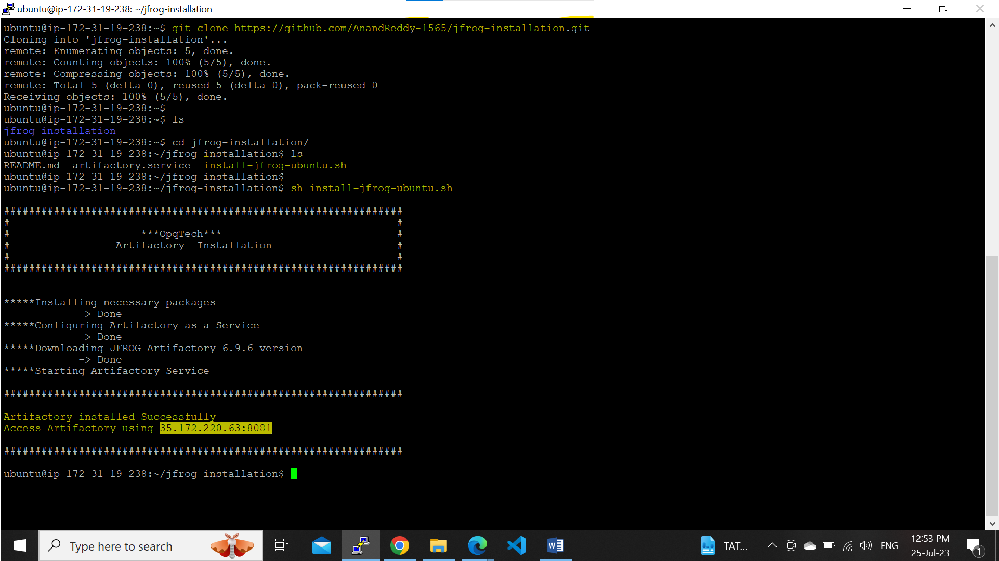 ubuntu@ip-172-31-19-238: ~/jfrog-installation
ubuntu@ip-172-31-19-238:~$ git clone https://github.com/AnandReddy-1565/jfrog-installation.git
Cloning into 'jfrog-installation'...
remote: Enumerating objects: 5, done.
remote: Counting objects: 100% (5/5), done.
remote: Compressing objects: 100% (5/5), done.
remote: Total 5 (delta 0), reused 5 (delta 0), pack-reused 0
Receiving objects: 100% (5/5), done.
ubuntu@ip-172-31-19-238:~$
ubuntu@ip-172-31-19-238:~$ ls
jfrog-installation
ubuntu@ip-172-31-19-238:~$ cd jfrog-installation/
ubuntu@ip-172-31-19-238:~/jfrog-installation$ ls
README.md  artifactory.service  install-jfrog-ubuntu.sh
ubuntu@ip-172-31-19-238:~/jfrog-installation$
ubuntu@ip-172-31-19-238:~/jfrog-installation$ sh install-jfrog-ubuntu.sh
################################################################
# #
# ***OpqTech*** #
# Artifactory  Installation #
# #
################################################################
*****Installing necessary packages
-> Done
*****Configuring Artifactory as a Service
-> Done
*****Downloading JFROG Artifactory 6.9.6 version
-> Done
*****Starting Artifactory Service
################################################################
Artifactory installed Successfully
Access Artifactory using 35.172.220.63:8081
################################################################
ubuntu@ip-172-31-19-238:~/jfrog-installation$
Type here to search
TAT...
ENG
12:53 PM
25-Jul-23
1